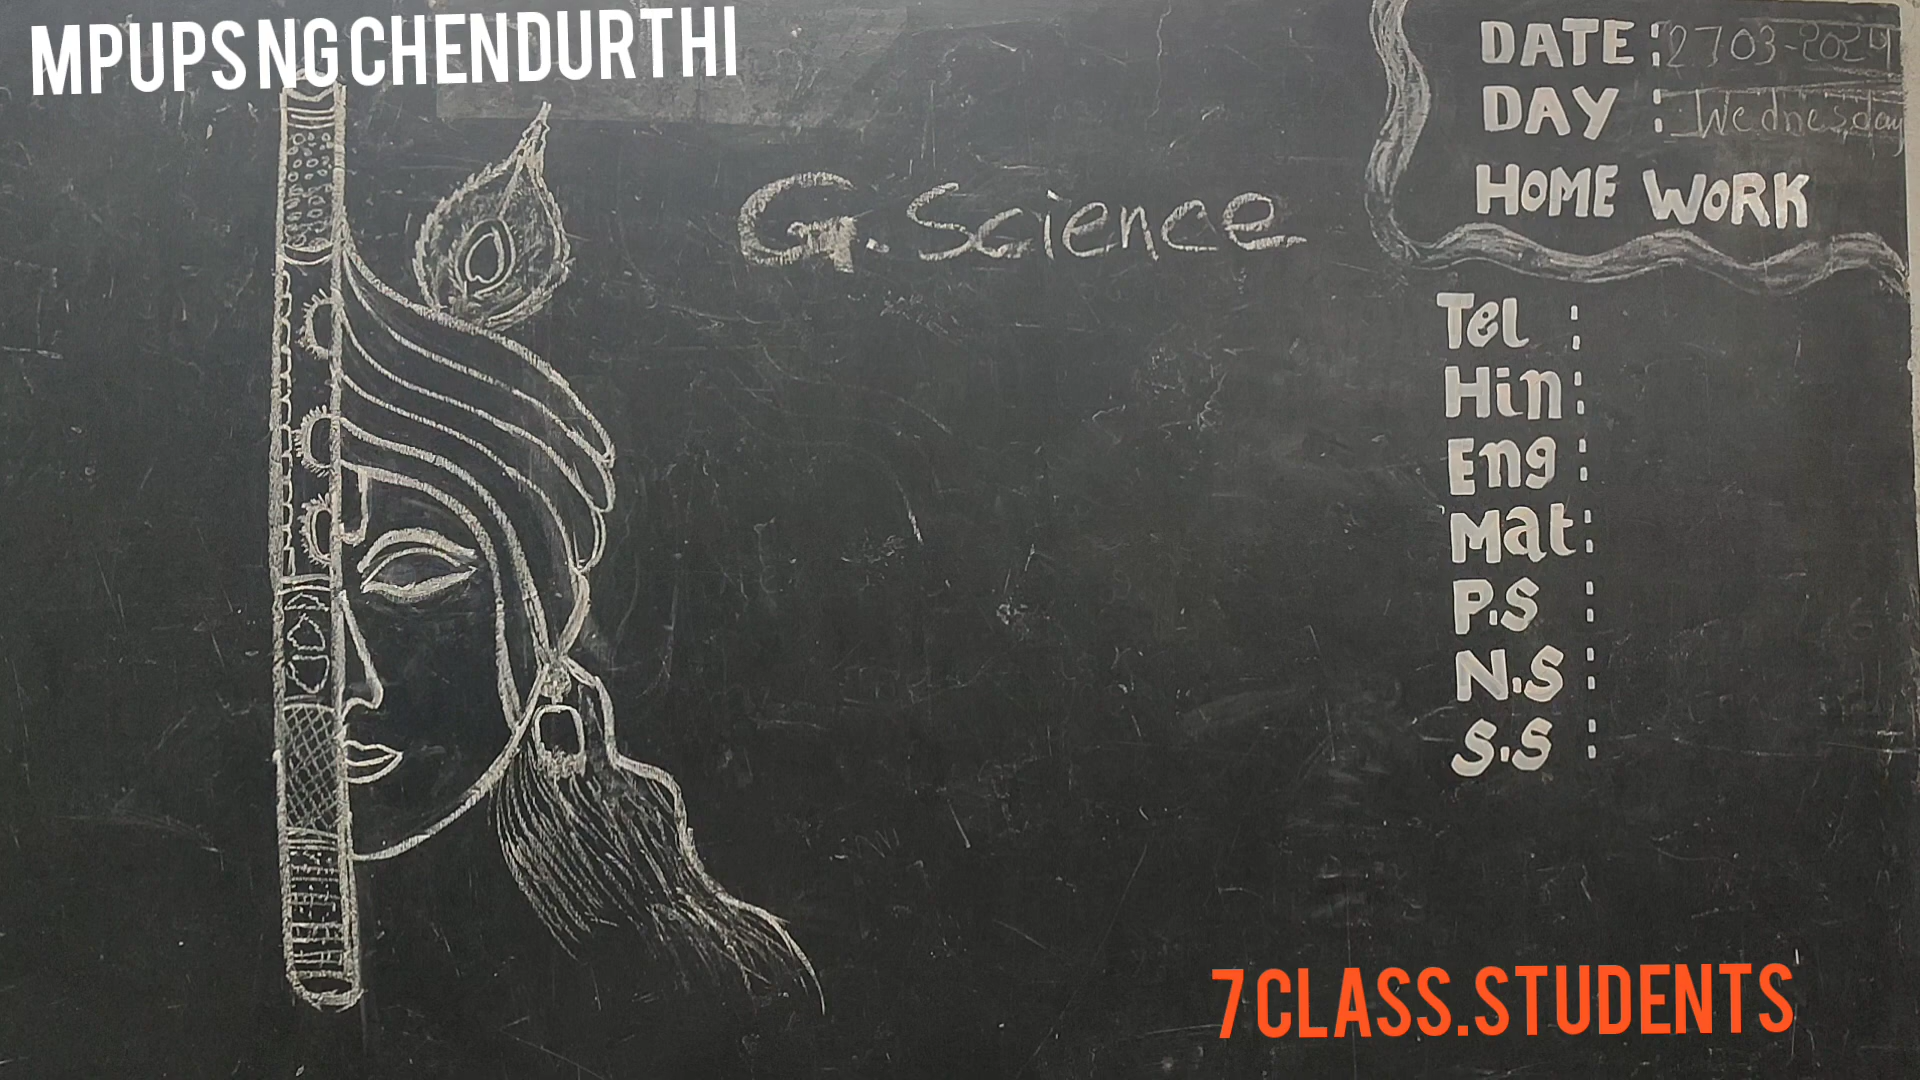 MPUPS NG CHENDURTHI
G.Science
DATE : 27 03-2024
DAY : Wednesday
HOME WORK
Tel :
Hin :
Eng :
Mat :
P.S :
N.S :
S.S :
7 CLASS.STUDENTS